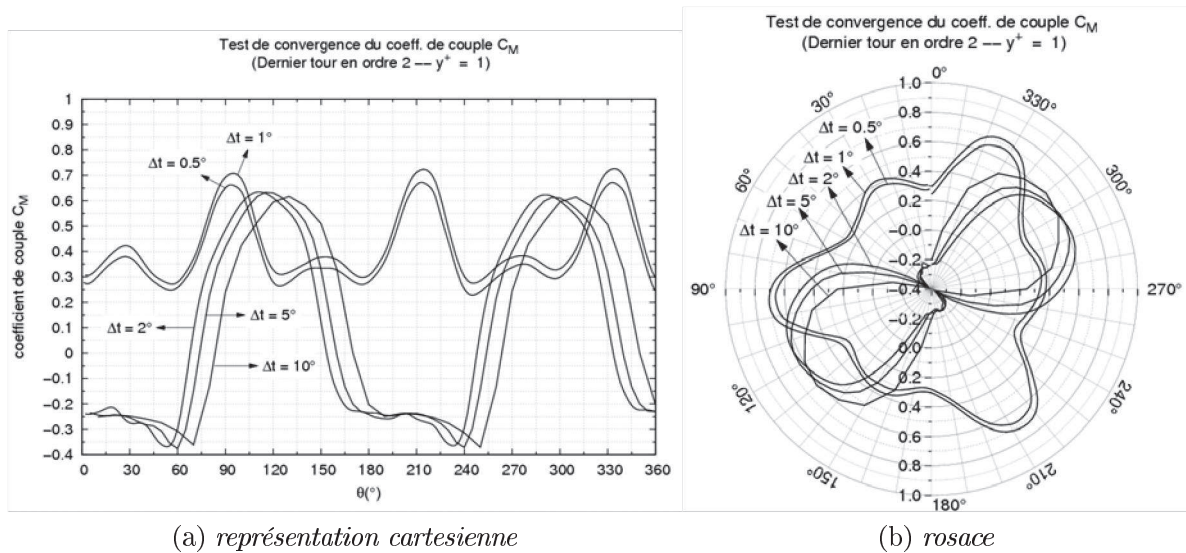 Test de convergence du coeff. de couple C_M
(Dernier tour en ordre 2 −− y⁺ = 1)
coefficient de couple C_M
1
0.9
0.8
0.7
0.6
0.5
0.4
0.3
0.2
0.1
0
−0.1
−0.2
−0.3
−0.4
Δt = 1°
Δt = 0.5°
Δt = 2°
Δt = 5°
Δt = 10°
0 30 60 90 120 150 180 210 240 270 300 330 360
θ(°)
Test de convergence du coeff. de couple C_M
(Dernier tour en ordre 2 −− y⁺ = 1)
0°
30°
60°
90°
120°
150°
180°
210°
240°
270°
300°
330°
1.0
0.8
0.6
0.4
0.2
−0.0
−0.2
−0.4
−0.2
0.0
0.2
0.4
0.6
0.8
1.0
Δt = 0.5°
Δt = 1°
Δt = 2°
Δt = 5°
Δt = 10°
(a) représentation cartesienne
(b) rosace